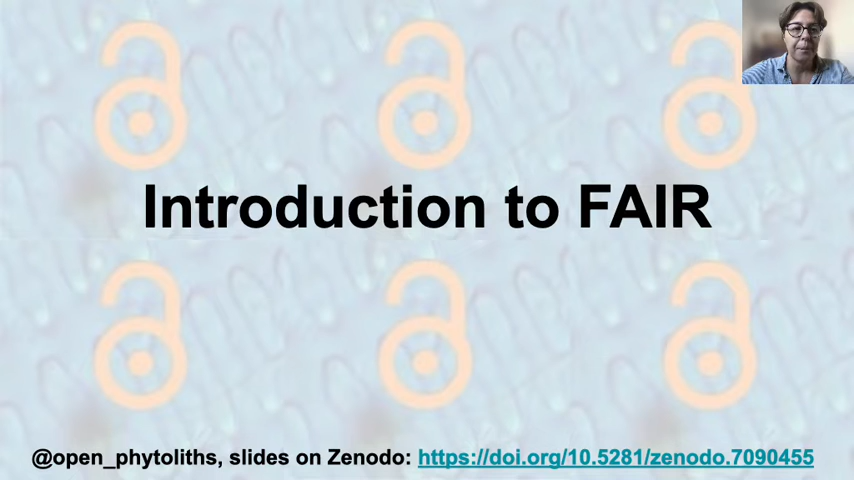 Introduction to FAIR
@open_phytoliths, slides on Zenodo: https://doi.org/10.5281/zenodo.7090455